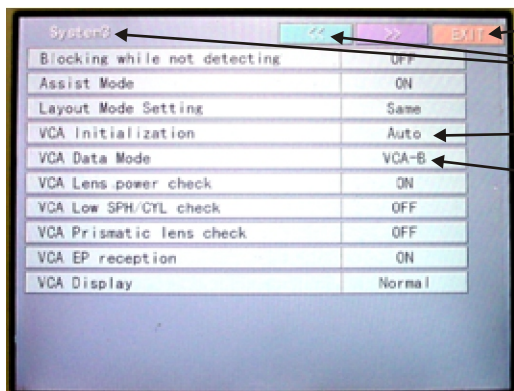 System3 << >> EXIT
Blocking while not detecting OFF
Assist Mode ON
Layout Mode Setting Same
VCA Initialization Auto
VCA Data Mode VCA-B
VCA Lens power check ON
VCA Low SPH/CYL check OFF
VCA Prismatic lens check OFF
VCA EP reception ON
VCA Display Normal